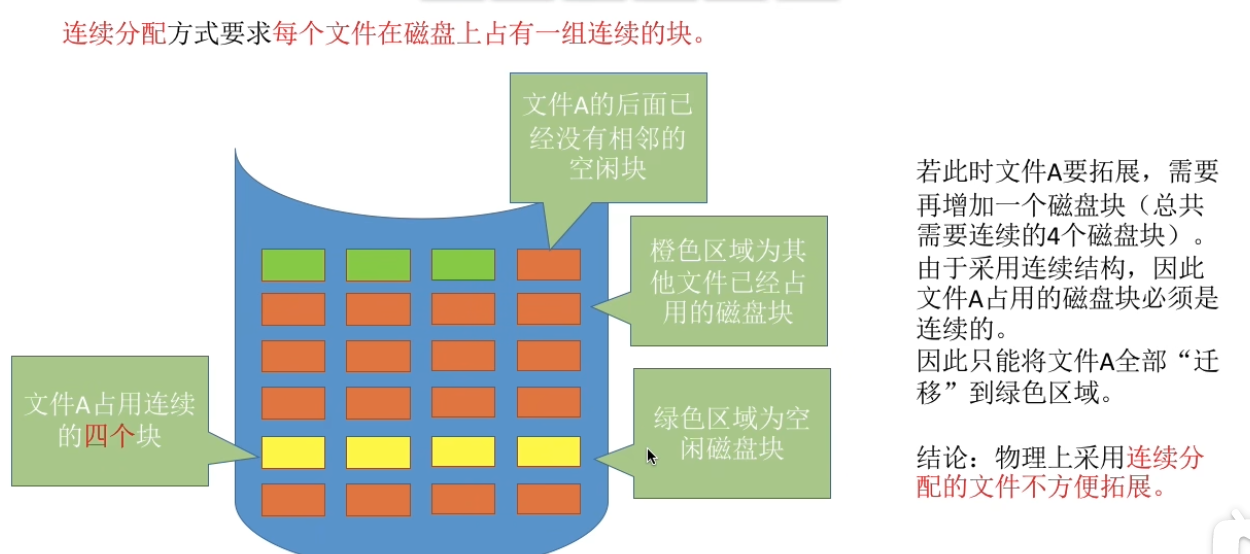 连续分配方式要求每个文件在磁盘上占有一组连续的块。
文件A的后面已
经没有相邻的
空闲块
橙色区域为其
他文件已经占
用的磁盘块
文件A占用连续
的四个块
绿色区域为空
闲磁盘块
若此时文件A要拓展，需要
再增加一个磁盘块（总共
需要连续的4个磁盘块）。
由于采用连续结构，因此
文件A占用的磁盘块必须是
连续的。
因此只能将文件A全部“迁
移”到绿色区域。
结论：物理上采用连续分
配的文件不方便拓展。